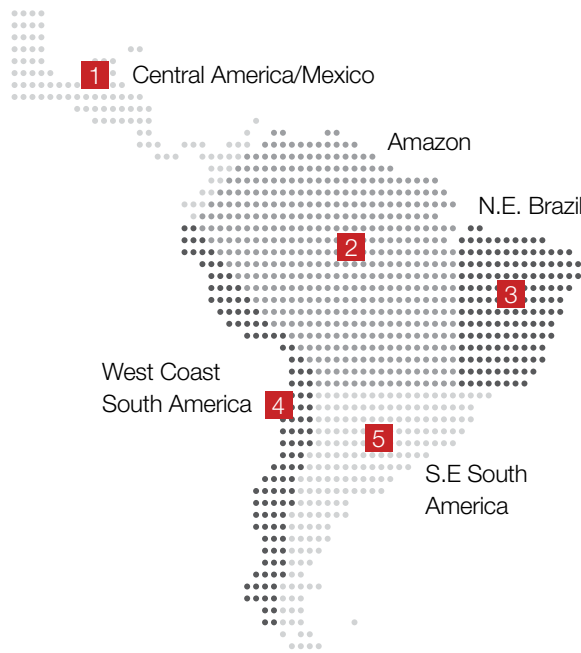 1
Central America/Mexico
Amazon
N.E. Brazil
2
3
West Coast
South America
4
5
S.E South
America